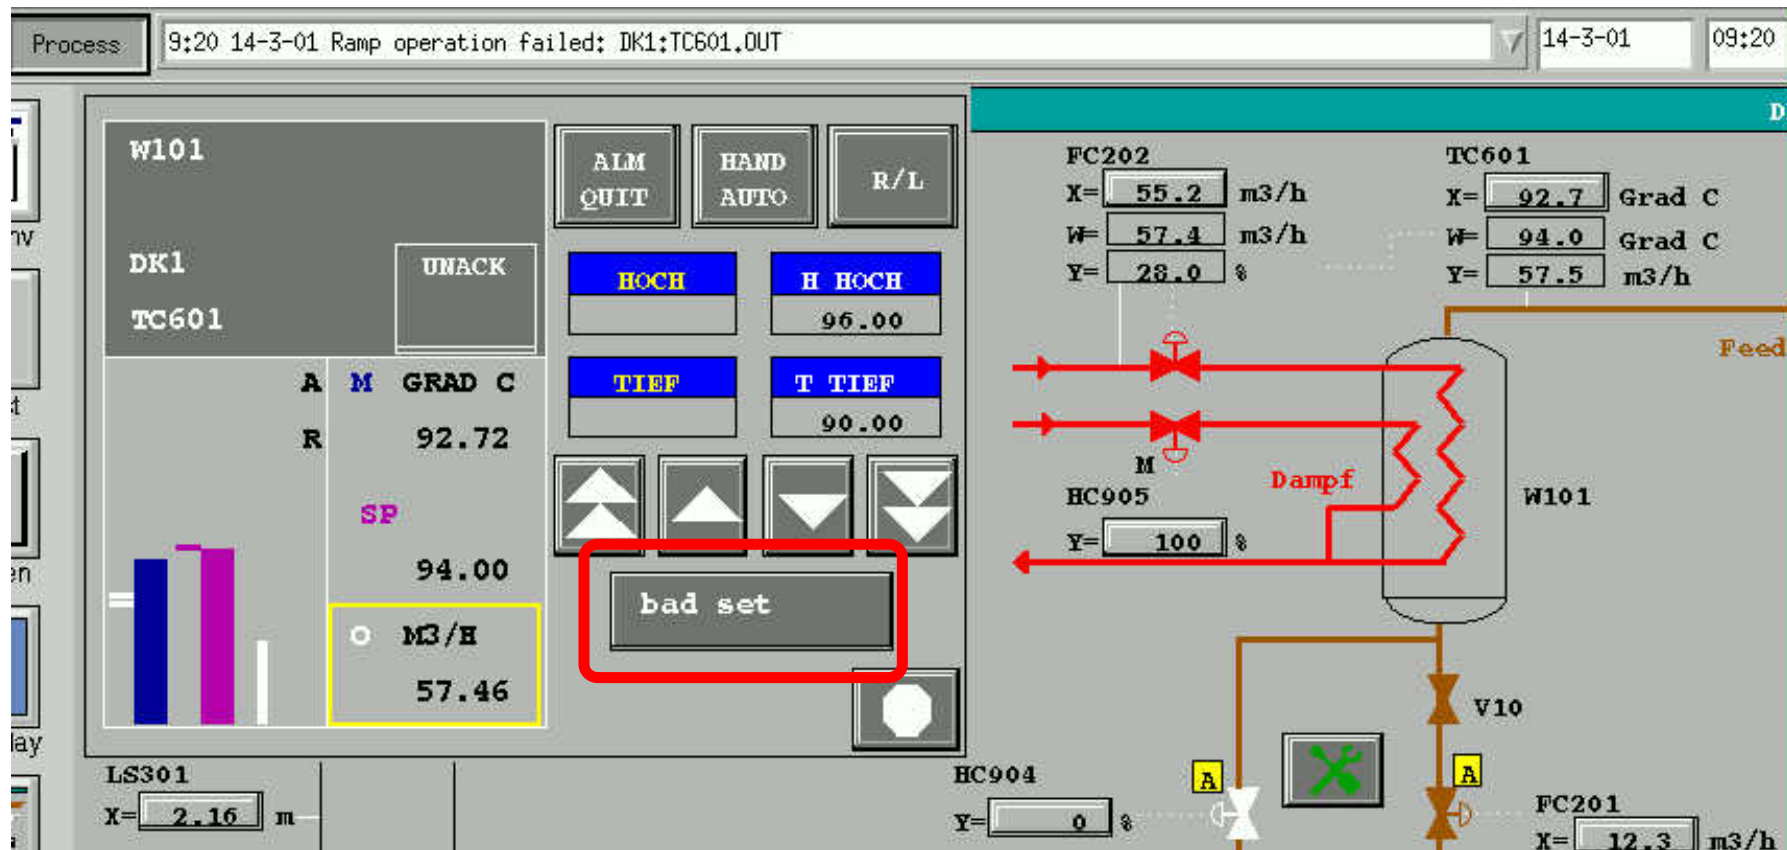 Process
9:20 14-3-01 Ramp operation failed: DK1:TC601.OUT
14-3-01
09:20
W101
DK1
UNACK
TC601
ALM
QUIT
HAND
AUTO
R/L
HOCH
H HOCH
96.00
TIEF
T TIEF
90.00
A M GRAD C
R 92.72
SP
94.00
M3/H
57.46
bad set
D
FC202
X= 55.2 m3/h
W= 57.4 m3/h
Y= 28.0 %
TC601
X= 92.7 Grad C
W= 94.0 Grad C
Y= 57.5 m3/h
Feed
M
HC905
Y= 100 %
Dampf
W101
V10
A
A
LS301
X= 2.16 m
HC904
Y= 0 %
FC201
X= 12.3 m3/h
nv
t
en
lay